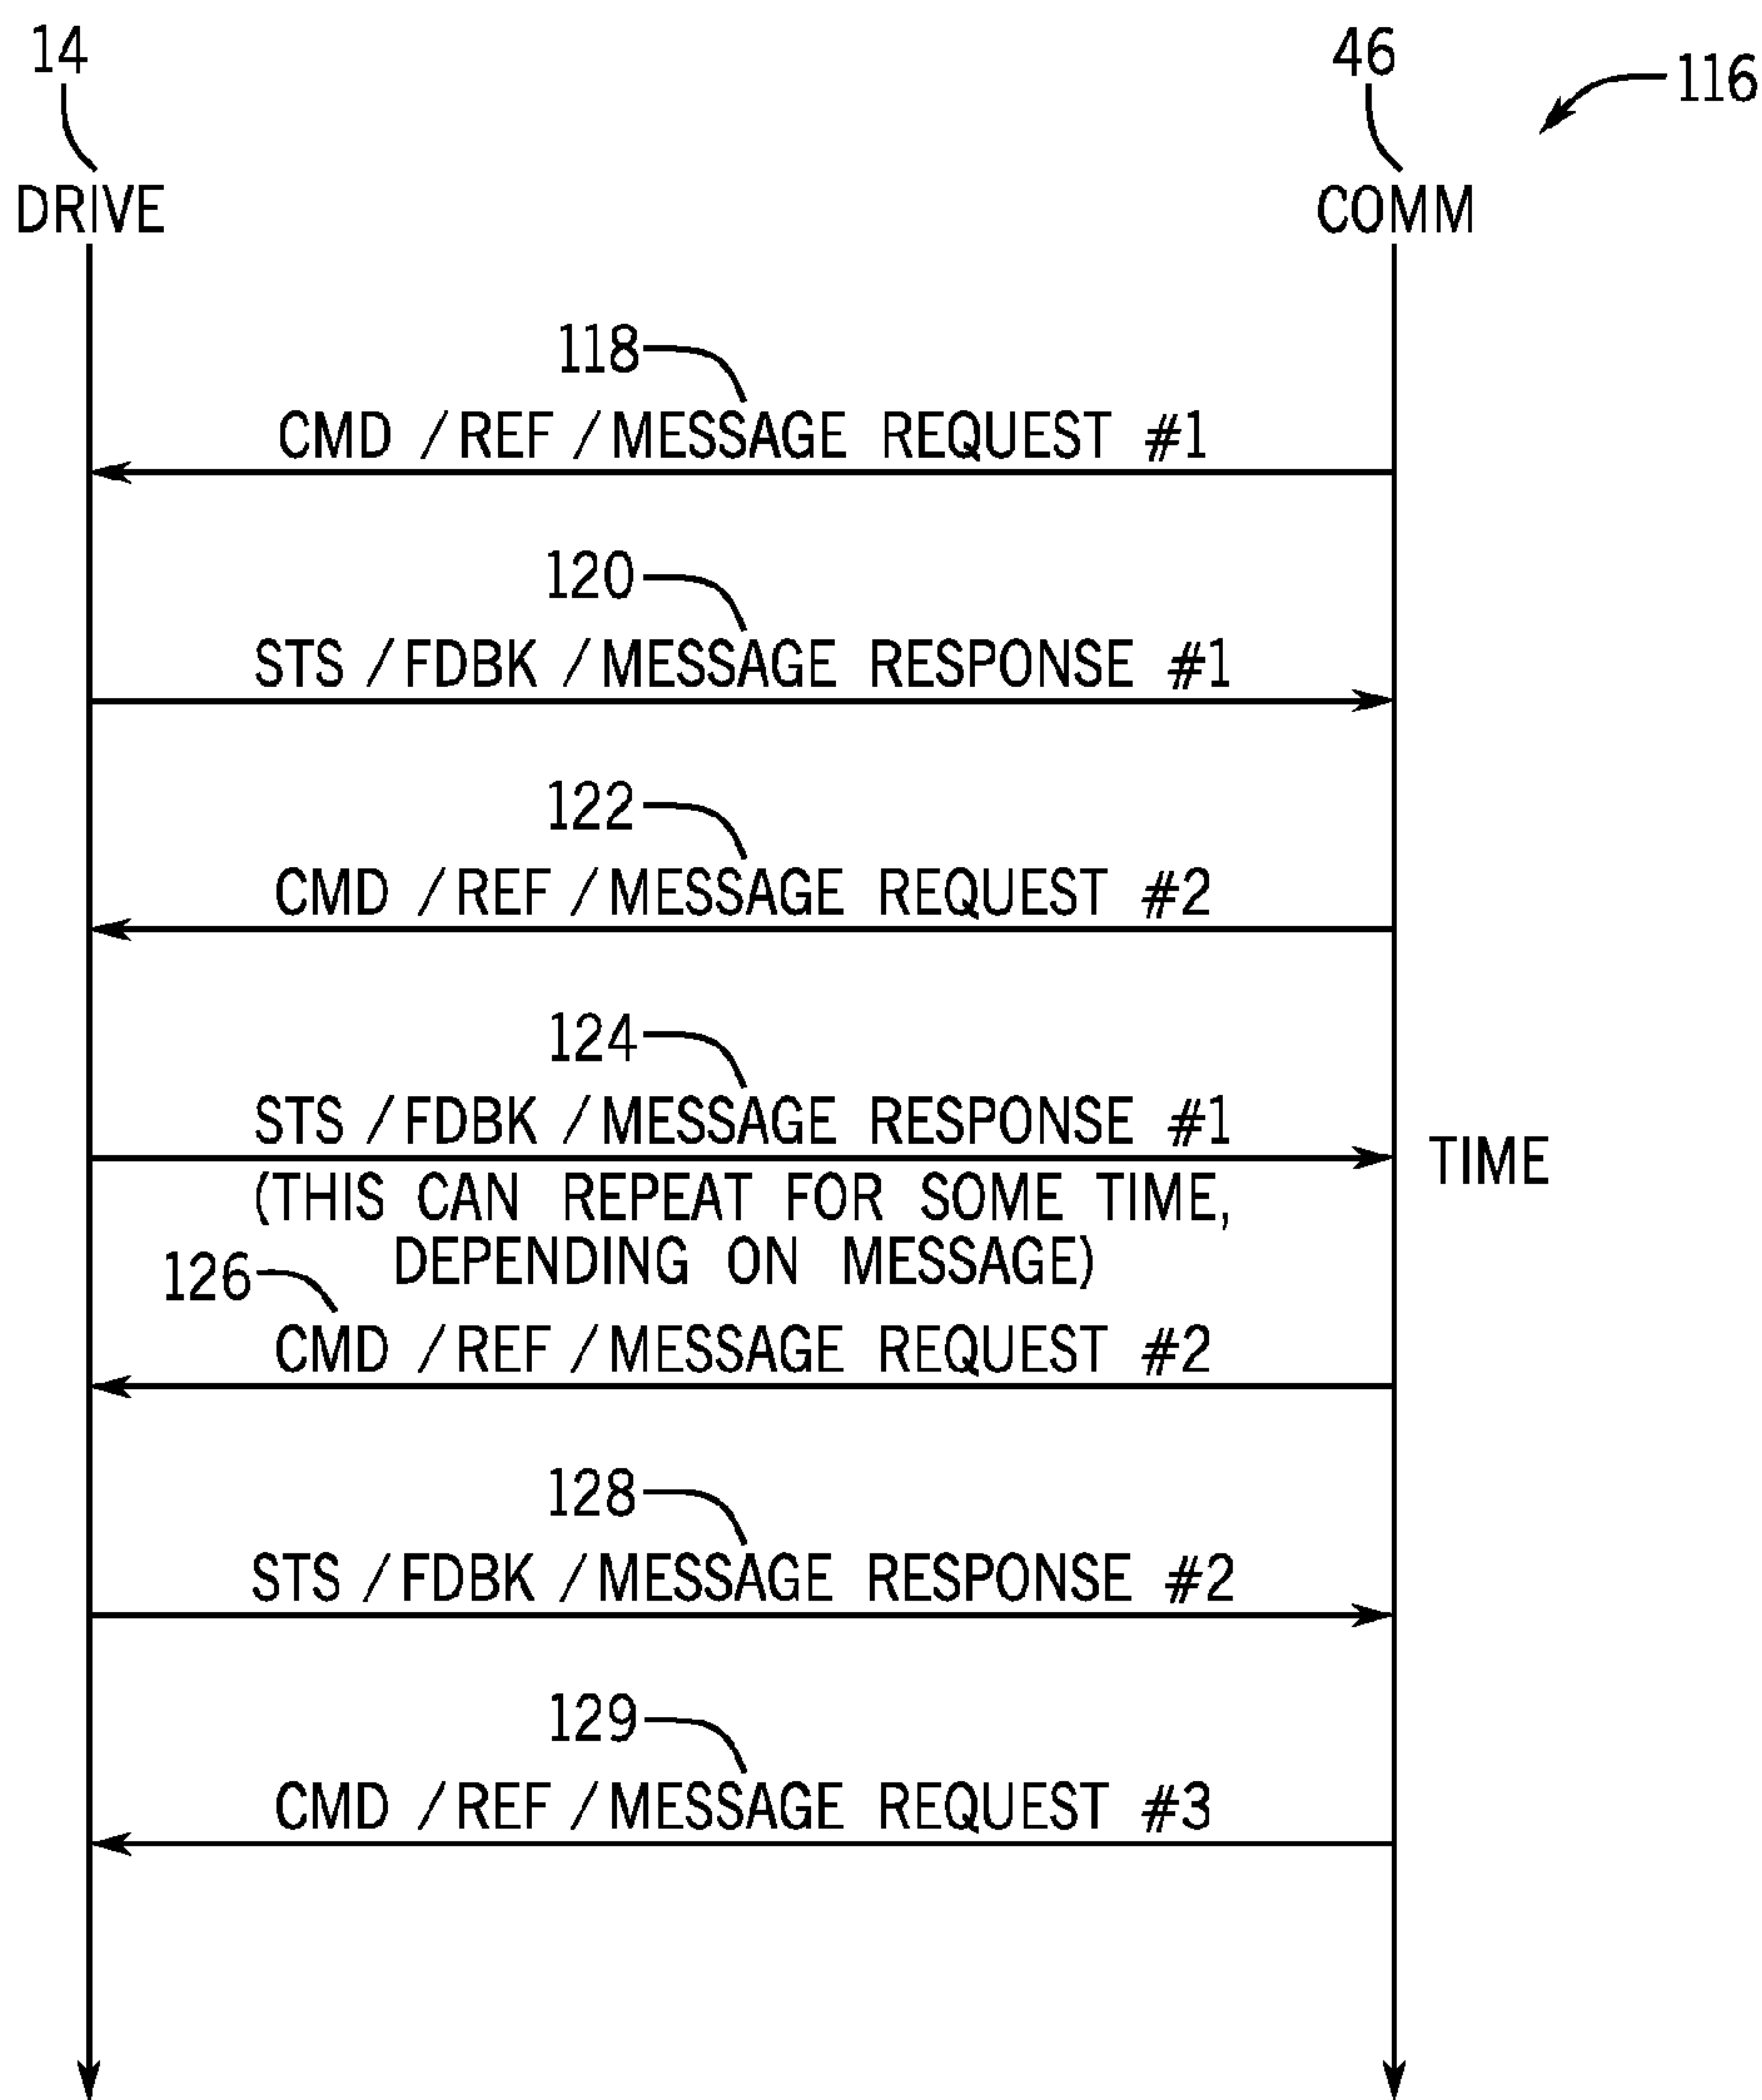 14
46
116
DRIVE
COMM
118
CMD / REF / MESSAGE REQUEST #1
120
STS / FDBK / MESSAGE RESPONSE #1
122
CMD / REF / MESSAGE REQUEST #2
124
STS / FDBK / MESSAGE RESPONSE #1
TIME
(THIS CAN REPEAT FOR SOME TIME,
DEPENDING ON MESSAGE)
126
CMD / REF / MESSAGE REQUEST #2
128
STS / FDBK / MESSAGE RESPONSE #2
129
CMD / REF / MESSAGE REQUEST #3